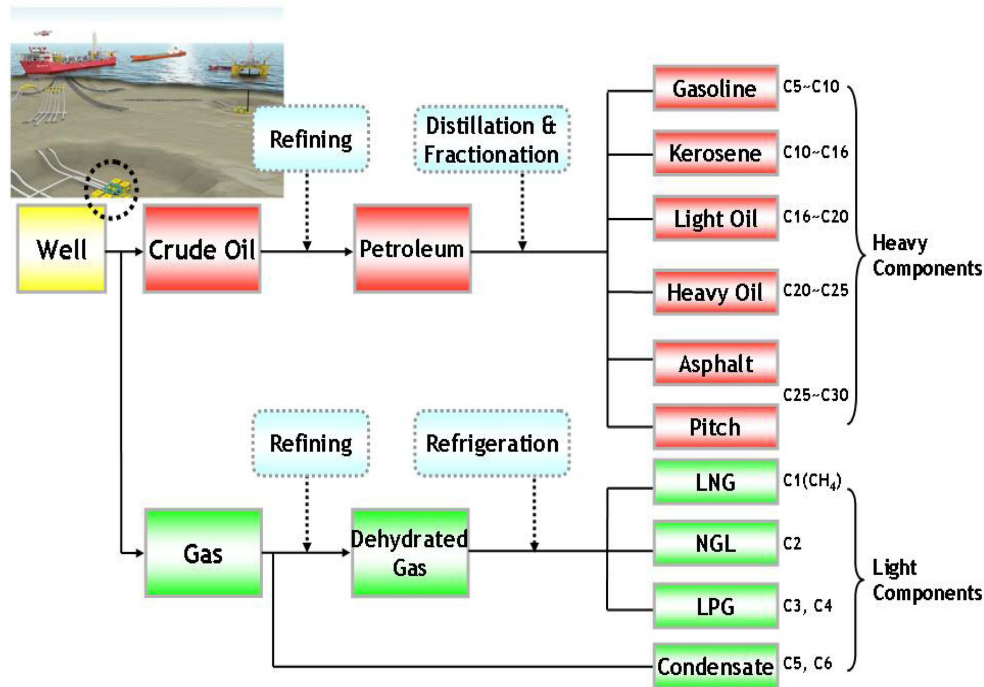 Refining
Distillation &
Fractionation
Well
Crude Oil
Petroleum
Gasoline
C5~C10
Kerosene
C10~C16
Light Oil
C16~C20
Heavy Oil
C20~C25
Asphalt
C25~C30
Pitch
Heavy
Components
Refining
Refrigeration
Gas
Dehydrated
Gas
LNG
C1(CH₄)
NGL
C2
LPG
C3, C4
Condensate
C5, C6
Light
Components